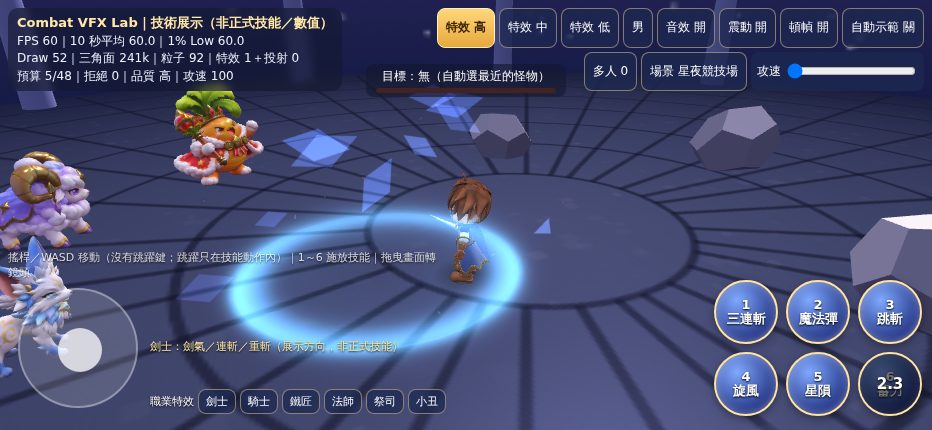 Combat VFX Lab｜技術展示（非正式技能／數值）
FPS 60｜10 秒平均 60.0｜1% Low 60.0
Draw 52｜三角面 241k｜粒子 92｜特效 1＋投射 0
預算 5/48｜拒絕 0｜品質 高｜攻速 100
特效 高
特效 中
特效 低
男
音效 開
震動 開
頓幀 開
自動示範 關
多人 0
場景 星夜競技場
攻速
目標：無（自動選最近的怪物）
搖桿／WASD 移動（沒有跳躍鍵；跳躍只在技能動作內）｜1~6 施放技能｜拖曳畫面轉
鏡頭
劍士：劍氣／連斬／重斬（展示方向，非正式技能）
職業特效
劍士
騎士
鐵匠
法師
祭司
小丑
1
三連斬
2
魔法彈
3
跳斬
4
旋風
5
星隕
6
蓄力
2.3